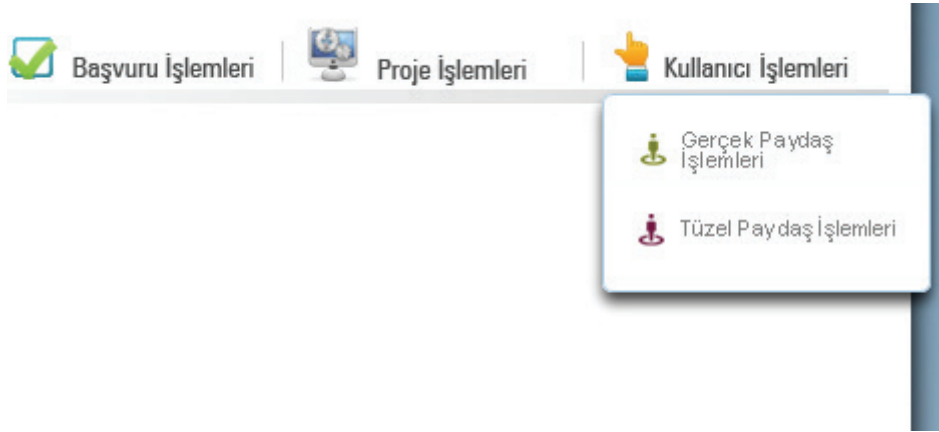 Başvuru İşlemleri
Proje İşlemleri
Kullanıcı İşlemleri
Gerçek Paydaş
İşlemleri
Tüzel Paydaş İşlemleri